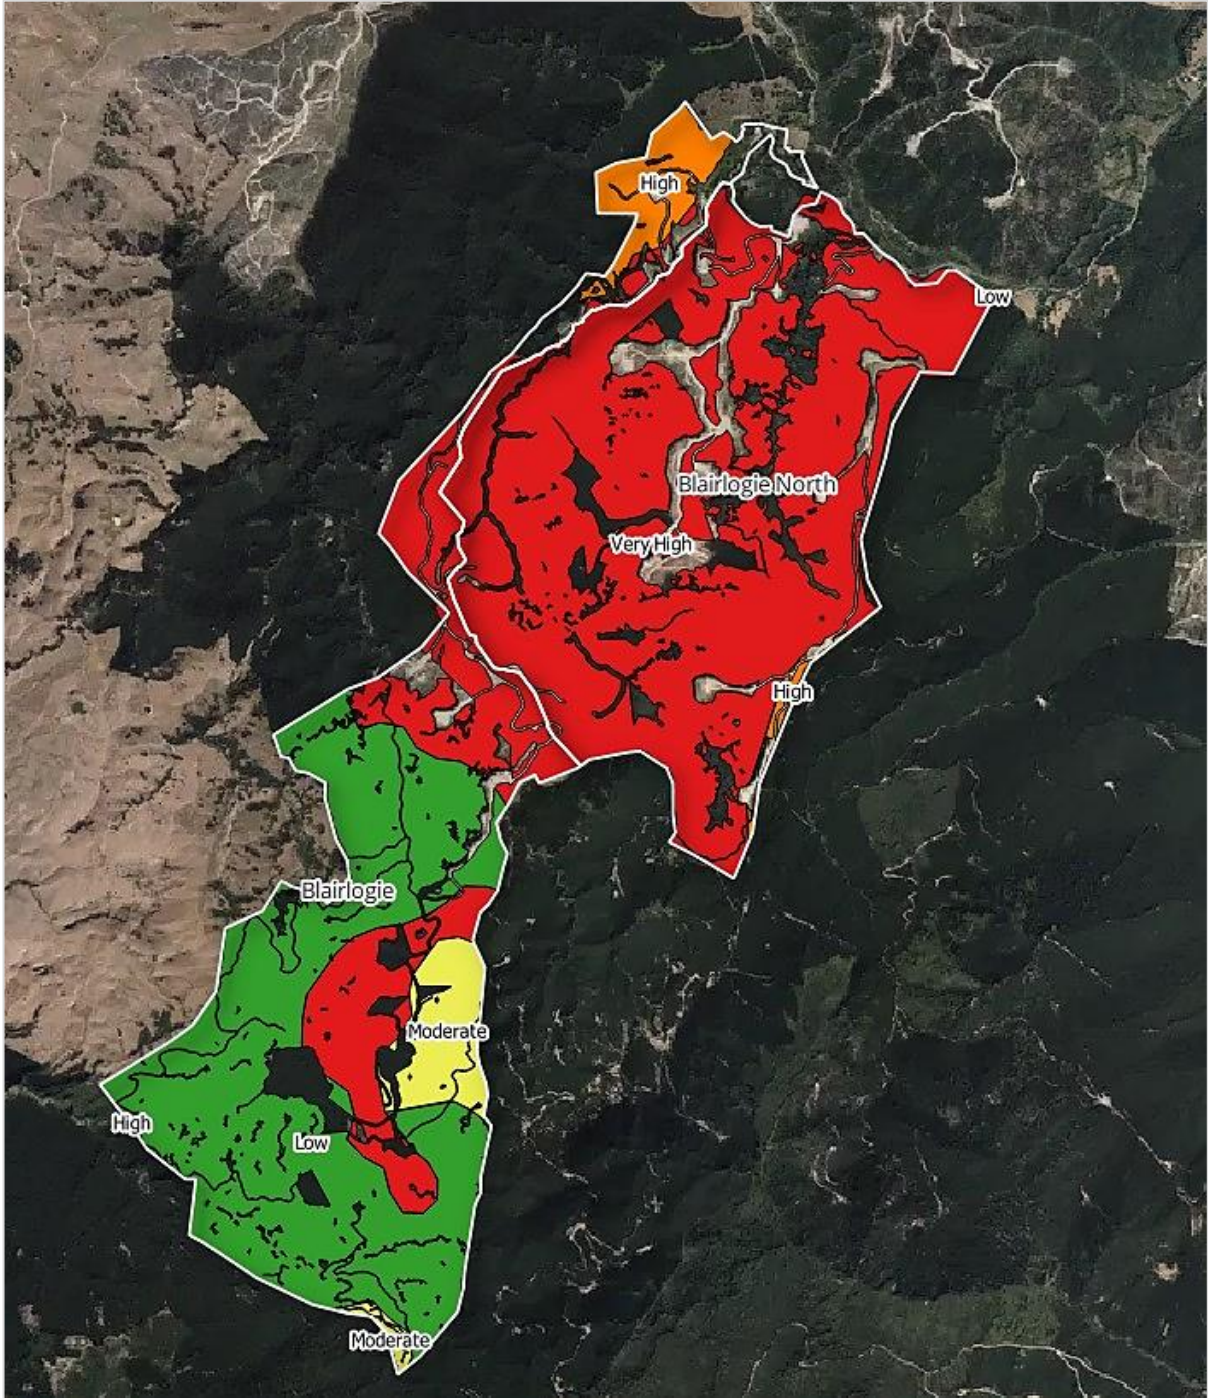 High
Low
Blairlogie North
Very High
High
Blairlogie
Moderate
High
Low
Moderate